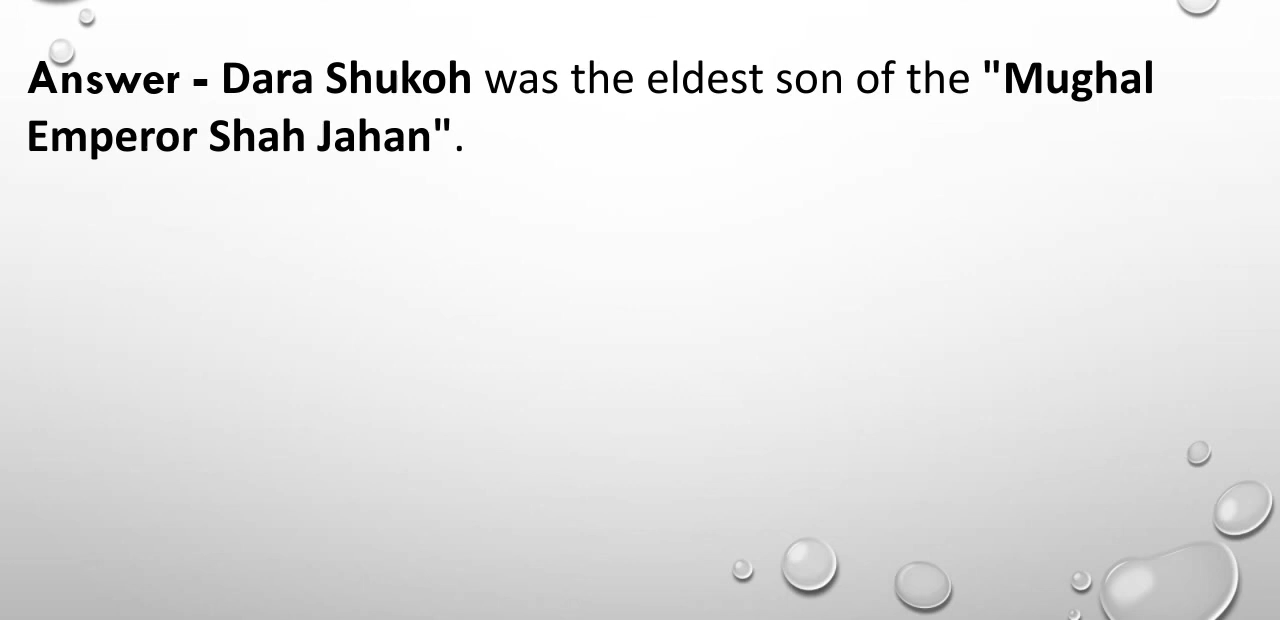 Answer - Dara Shukoh was the eldest son of the "Mughal
Emperor Shah Jahan".